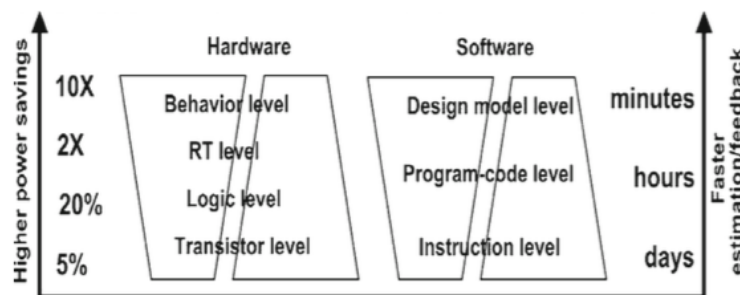 Higher power savings
10X
2X
20%
5%
Hardware
Behavior level
RT level
Logic level
Transistor level
Software
Design model level
Program-code level
Instruction level
minutes
hours
days
Faster
estimation/feedback